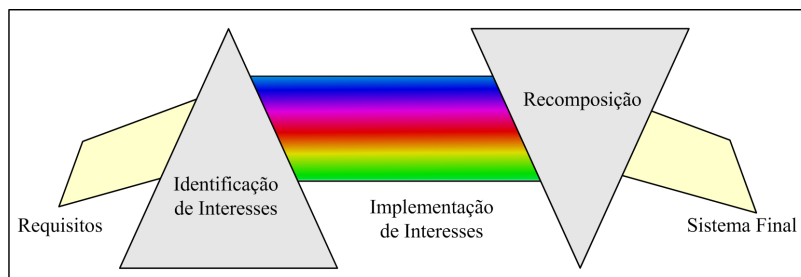 Requisitos
Identificação
de Interesses
Implementação
de Interesses
Recomposição
Sistema Final